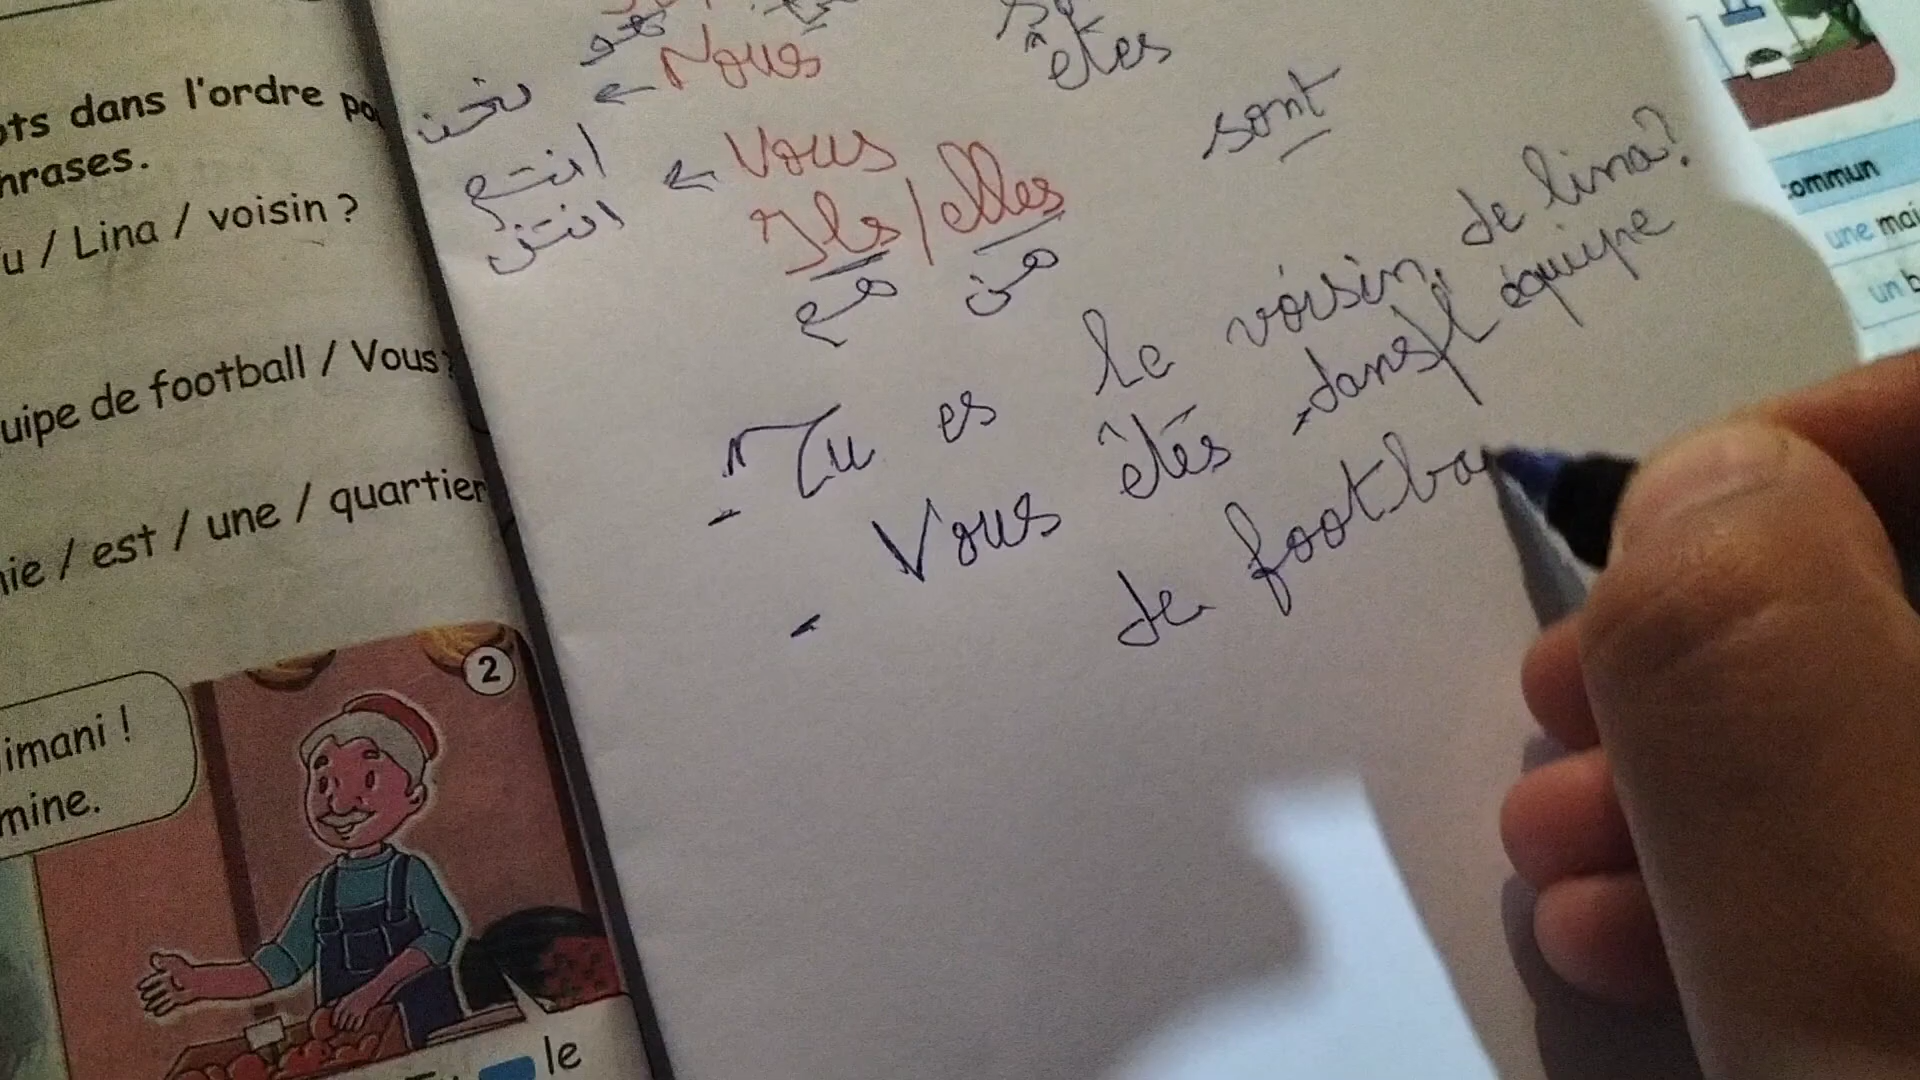 ots dans l'ordre po
hrases.
u / Lina / voisin ?
uipe de football / Vous
nie / est / une / quartier
imani !
mine.
2
le
نحن ← Nous êtes
انتم ← Vous sont
انتن Ils / elles
هم هن
- Tu es le voisin de lina?
- Vous êtes dans l'équipe
de footba
commun
une mai
un b